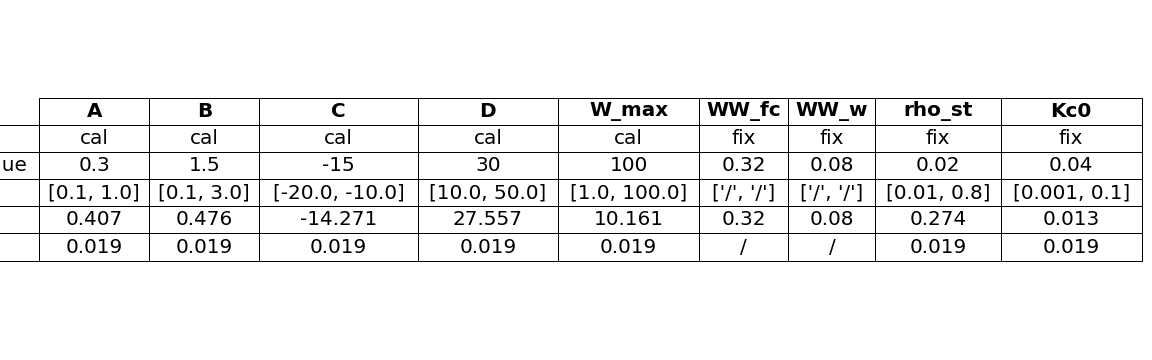 A B C D W_max WW_fc WW_w rho_st Kc0
cal cal cal cal cal fix fix fix fix
ue 0.3 1.5 -15 30 100 0.32 0.08 0.02 0.04
[0.1, 1.0] [0.1, 3.0] [-20.0, -10.0] [10.0, 50.0] [1.0, 100.0] ['/', '/'] ['/', '/'] [0.01, 0.8] [0.001, 0.1]
0.407 0.476 -14.271 27.557 10.161 0.32 0.08 0.274 0.013
0.019 0.019 0.019 0.019 0.019 / / 0.019 0.019